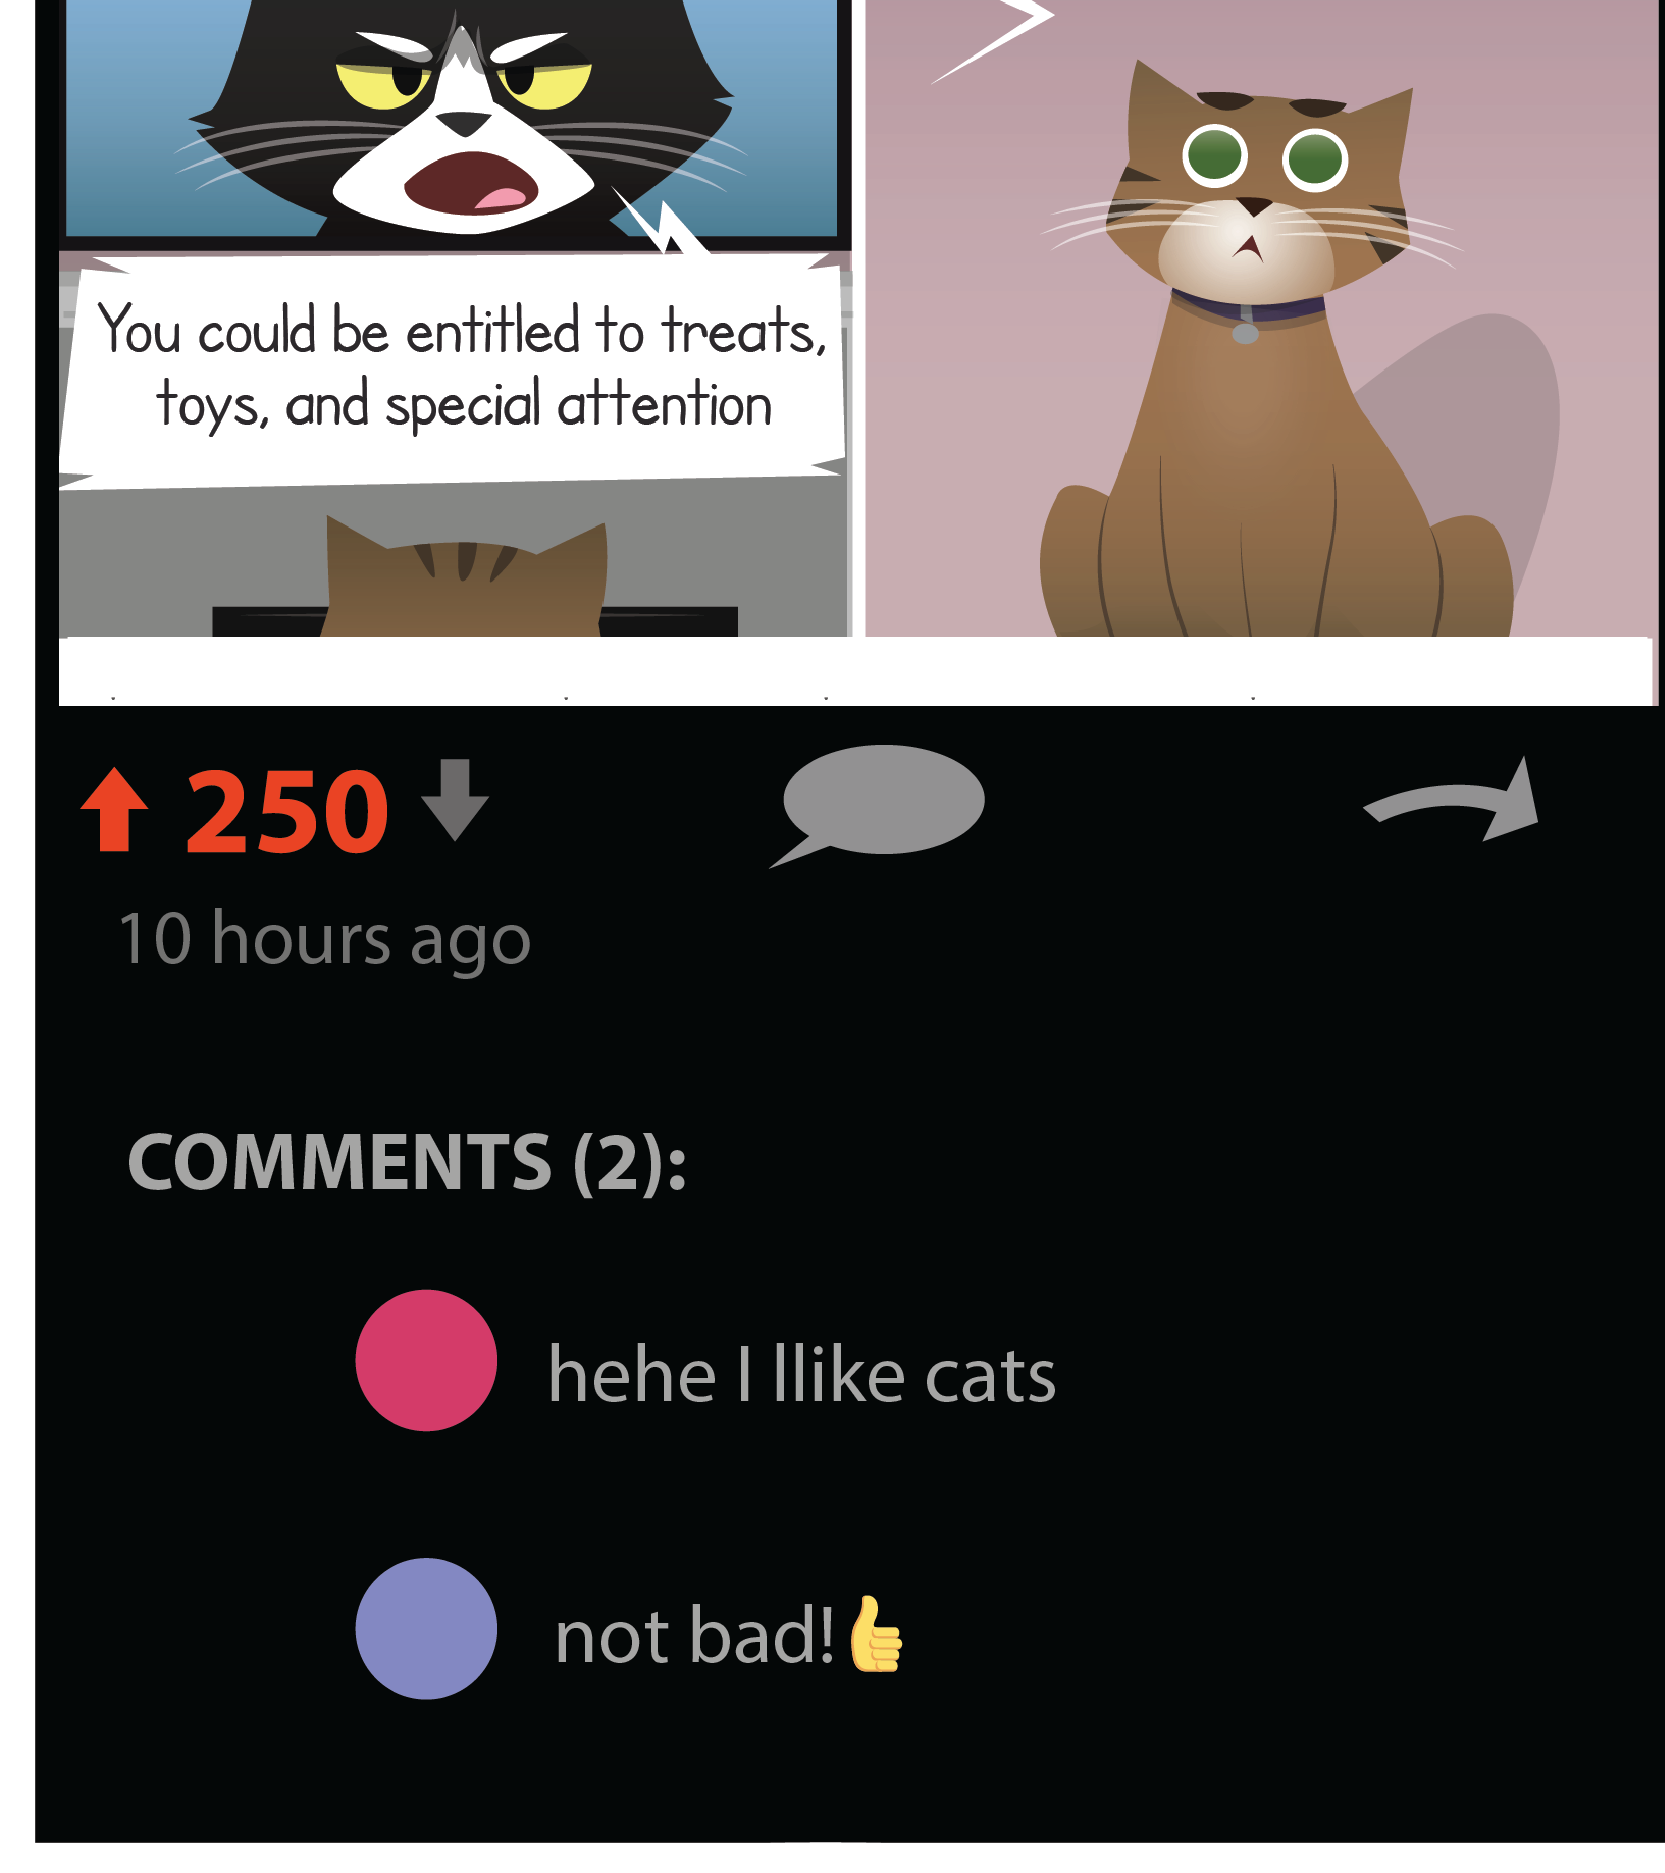 You could be entitled to treats,
toys, and special attention
250
10 hours ago
COMMENTS (2):
hehe I llike cats
not bad!👍